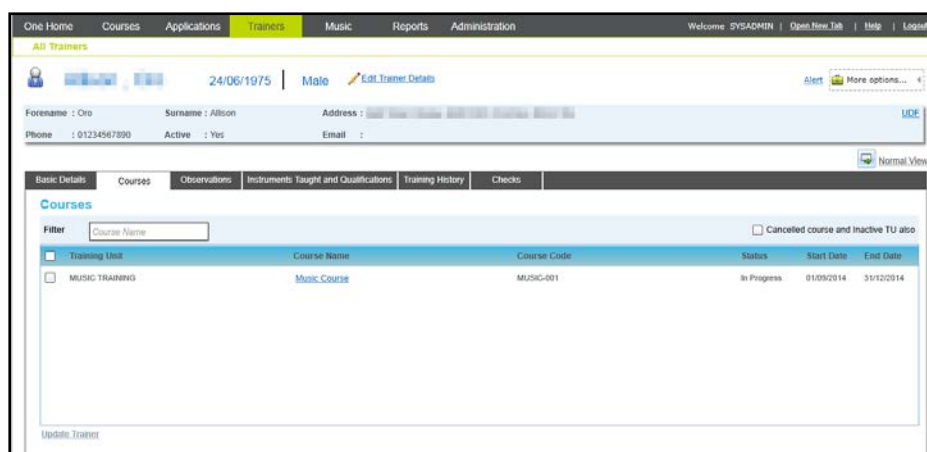 One Home Courses Applications Trainers Music Reports Administration Welcome SYSADMIN | Open New Tab | Help | Logout
All Trainers
24/06/1975 | Male Edit Trainer Details Alert More options...
Forename : Oro Surname : Allison Address : UDF
Phone : 01234567890 Active : Yes Email :
Normal View
Basic Details Courses Observations Instruments Taught and Qualifications Training History Checks
Courses
Filter Course Name Cancelled course and Inactive TU also
Training Unit Course Name Course Code Status Start Date End Date
MUSIC TRAINING Music Course MUSIC-001 In Progress 01/09/2014 31/12/2014
Update Trainer